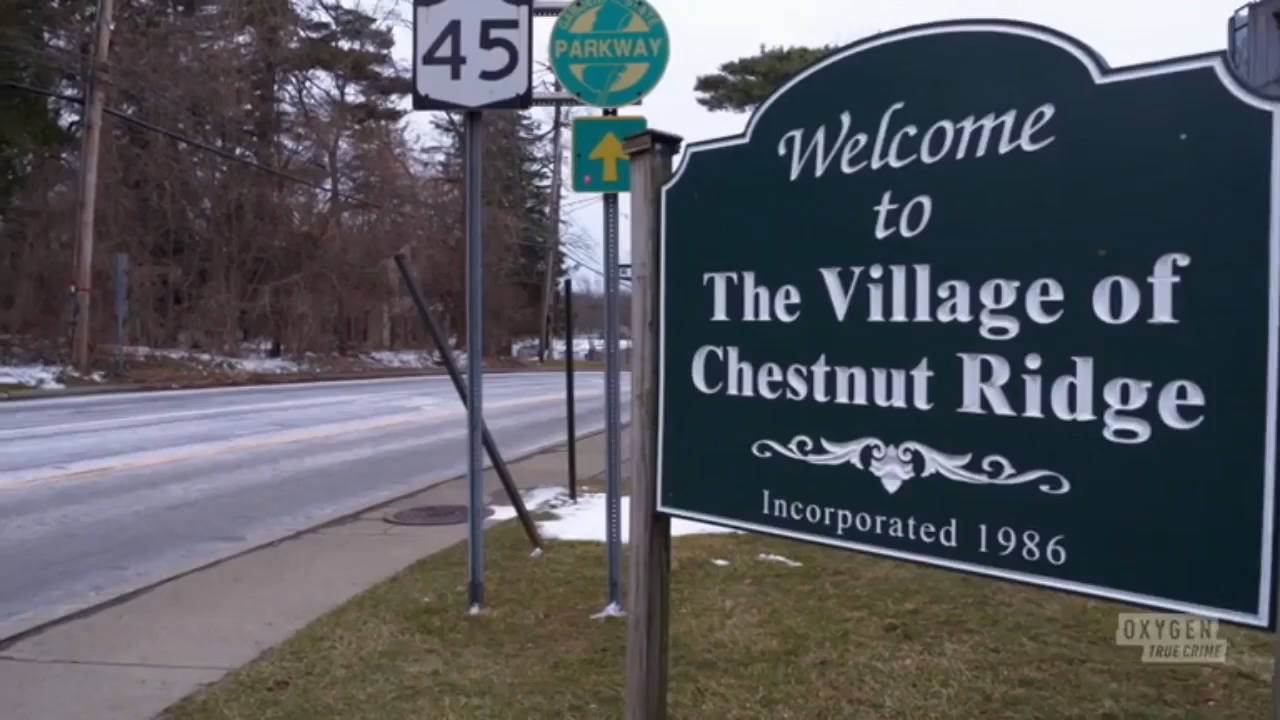 45
PARKWAY
Welcome
to
The Village of
Chestnut Ridge
Incorporated 1986
OXYGEN
TRUE CRIME